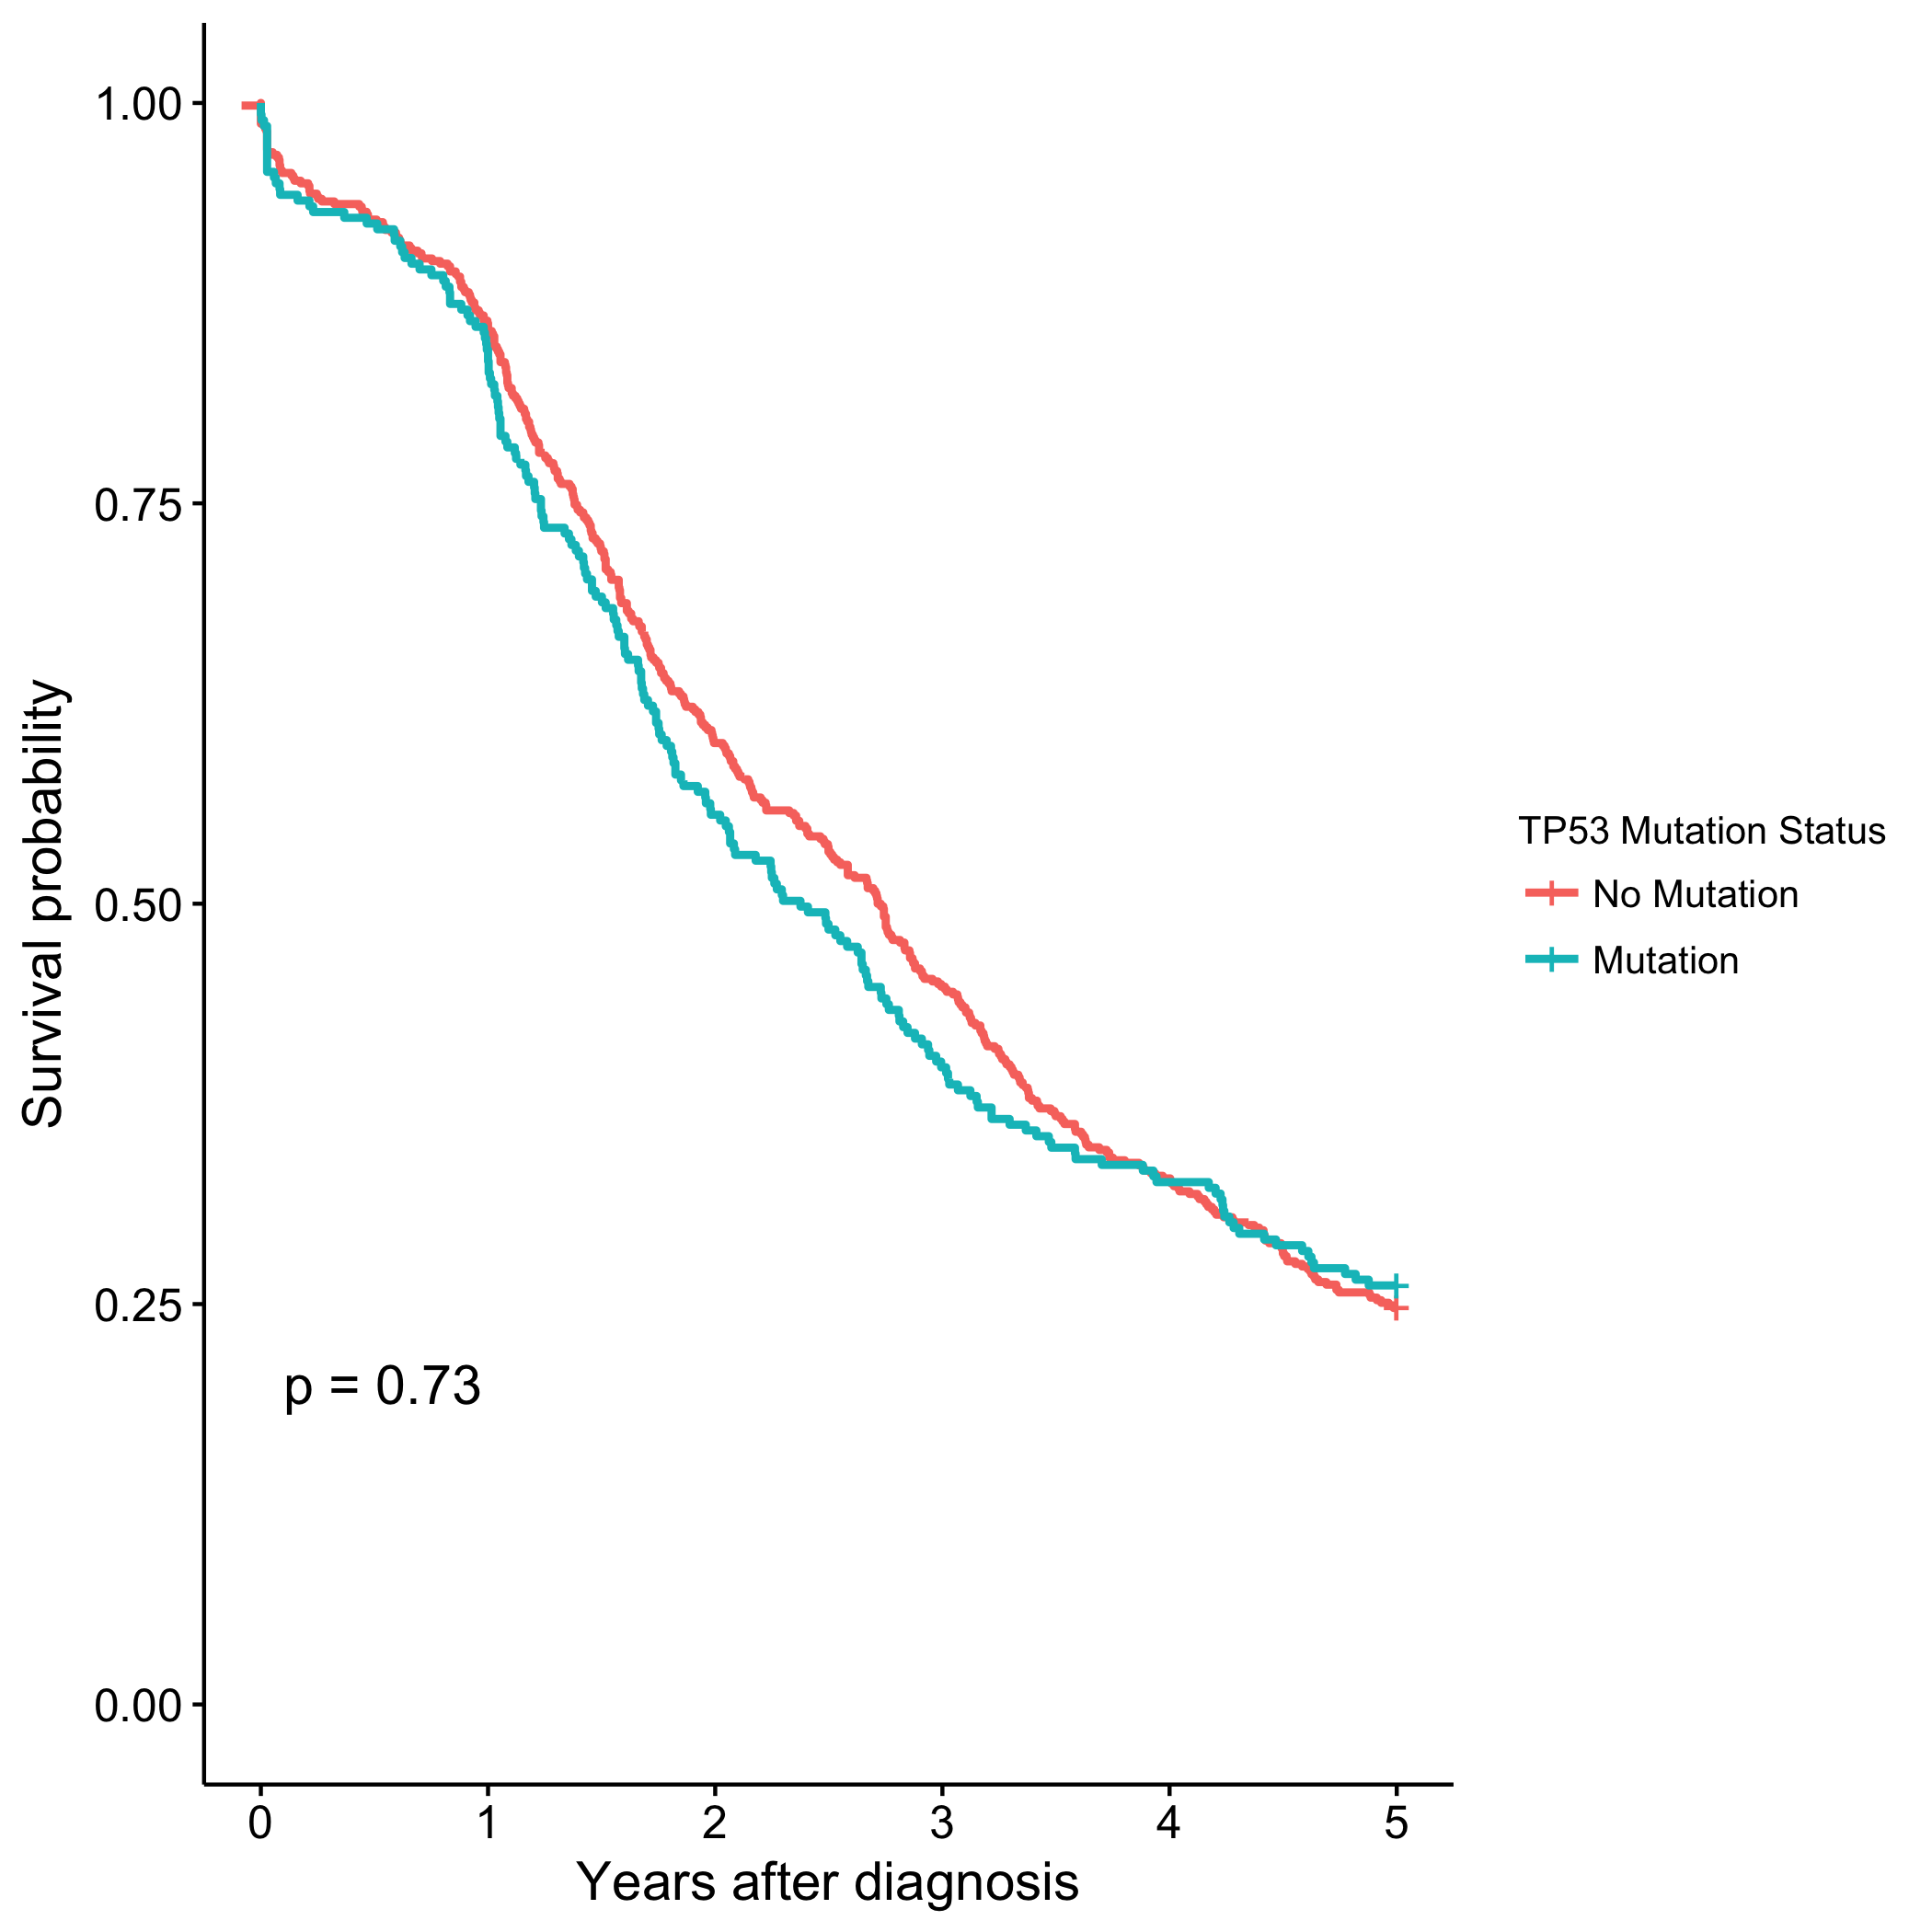 Survival probability
1.00
0.75
0.50
0.25
0.00
p = 0.73
0 1 2 3 4 5
Years after diagnosis
TP53 Mutation Status
No Mutation
Mutation